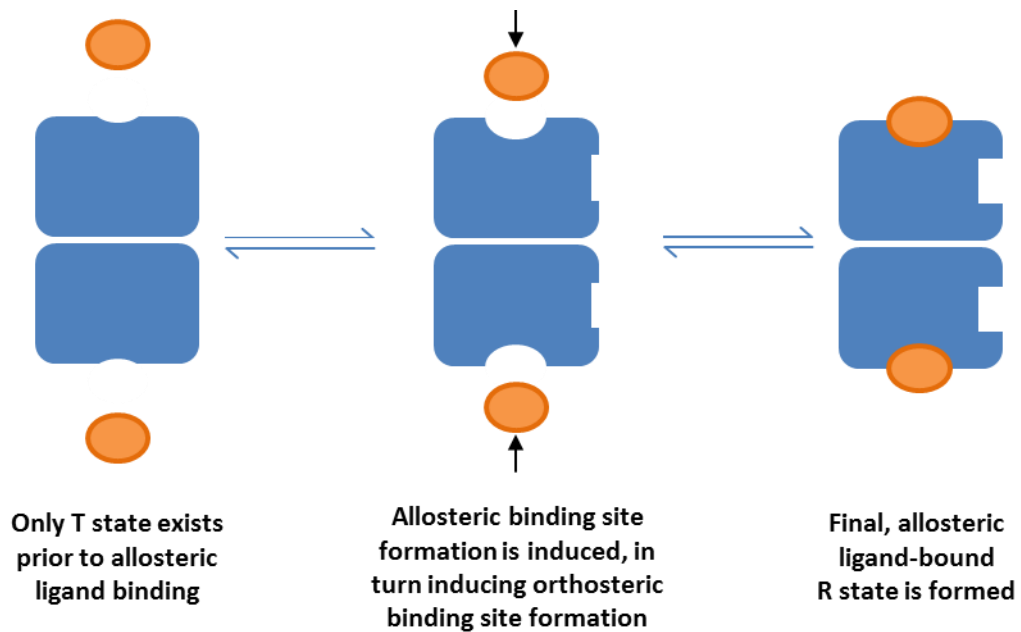 Only T state exists
prior to allosteric
ligand binding
Allosteric binding site
formation is induced, in
turn inducing orthosteric
binding site formation
Final, allosteric
ligand-bound
R state is formed